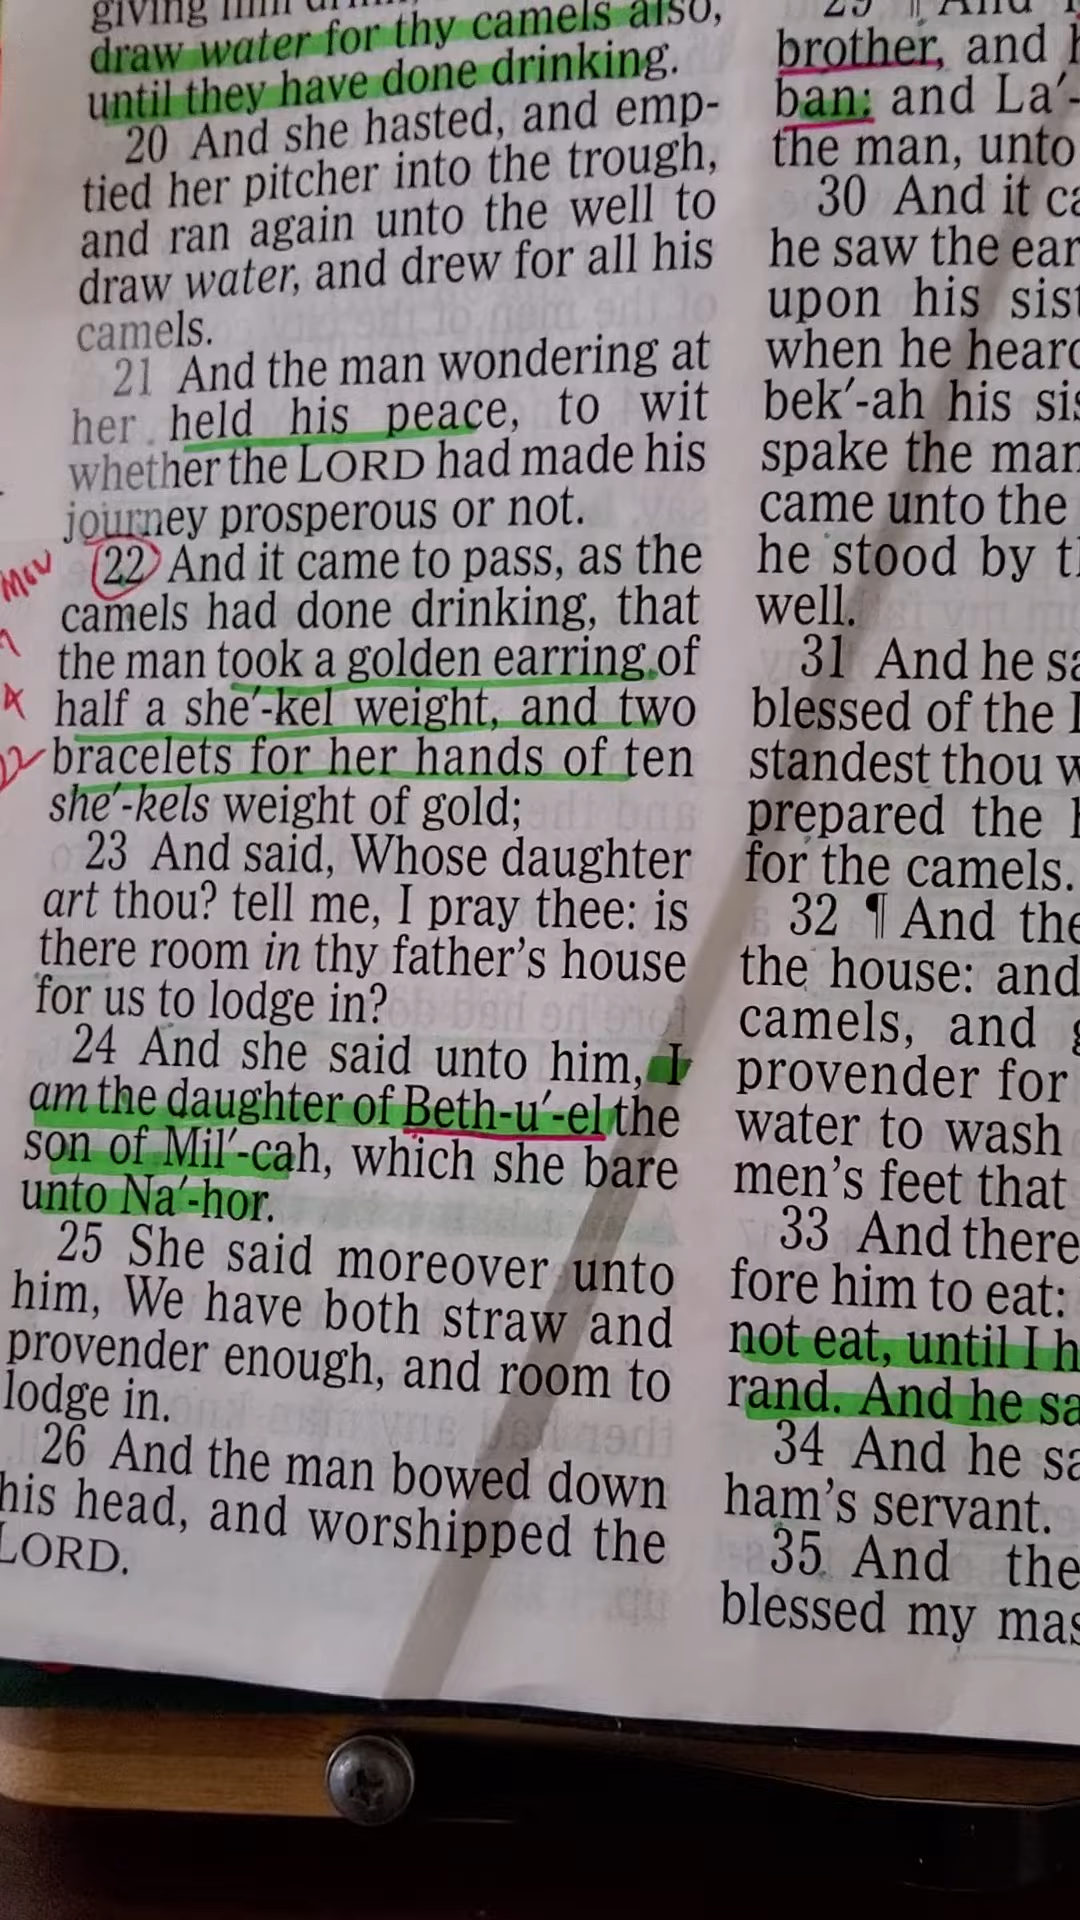 draw water for thy camels also,
until they have done drinking.
20 And she hasted, and emp-
tied her pitcher into the trough,
and ran again unto the well to
draw water, and drew for all his
camels.
21 And the man wondering at
her held his peace, to wit
whether the LORD had made his
journey prosperous or not.
22 And it came to pass, as the
camels had done drinking, that
the man took a golden earring of
half a she′-kel weight, and two
bracelets for her hands of ten
she′-kels weight of gold;
23 And said, Whose daughter
art thou? tell me, I pray thee: is
there room in thy father's house
for us to lodge in?
24 And she said unto him, I
am the daughter of Beth-u′-el the
son of Mil′-cah, which she bare
unto Na′-hor.
25 She said moreover unto
him, We have both straw and
provender enough, and room to
lodge in.
26 And the man bowed down
his head, and worshipped the
LORD.
29 ¶ And
brother, and
ban: and La′-
the man, unto
30 And it
he saw the
upon his
when he
bek′-ah his
spake the
came unto the
he stood by
well.
31 And he
blessed of the
standest thou
prepared the
for the camels.
32 ¶ And
the house: and
camels, and
provender for
water to wash
men's feet that
33 And
fore him to eat:
not eat, until I
rand. And he
34 And he
ham's servant.
35 And
blessed my